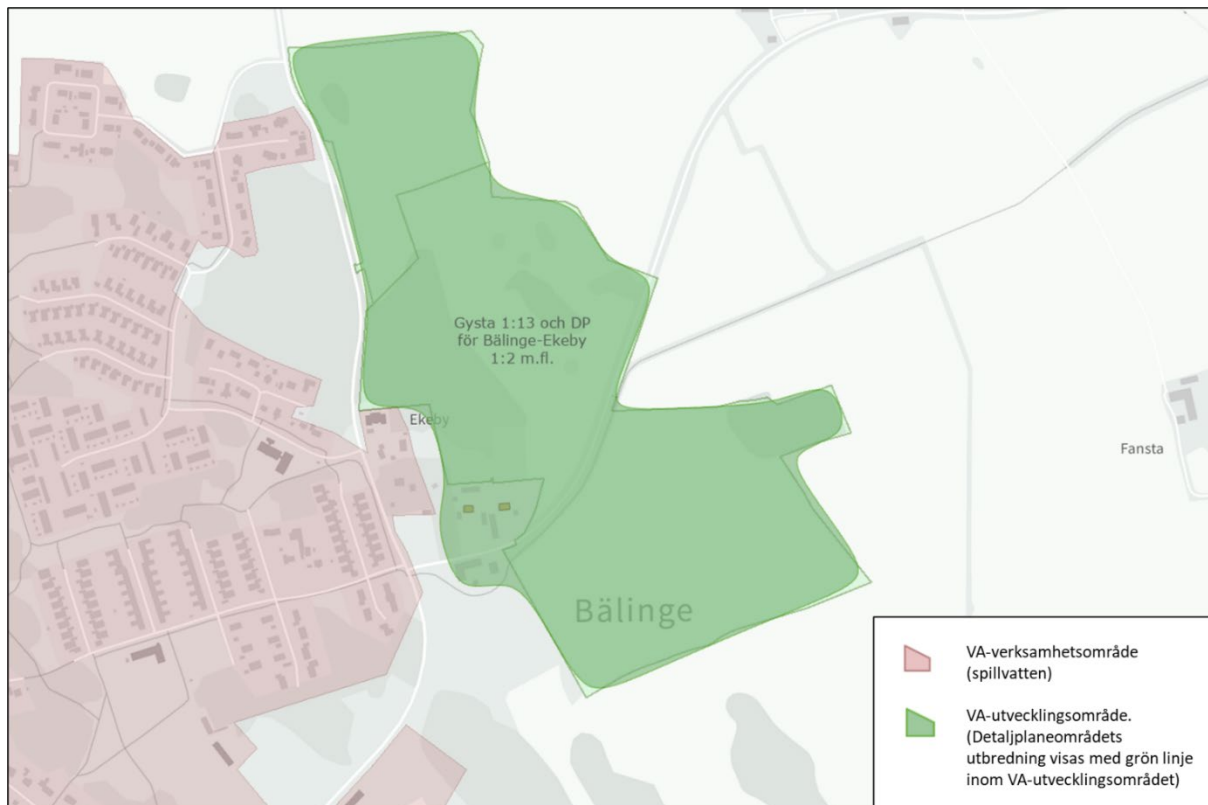 Gysta 1:13 och DP
för Bälinge-Ekeby
1:2 m.fl.
Ekeby
Fansta
Bälinge
VA-verksamhetsområde
(spillvatten)
VA-utvecklingsområde.
(Detaljplaneområdets
utbredning visas med grön linje
inom VA-utvecklingsområdet)